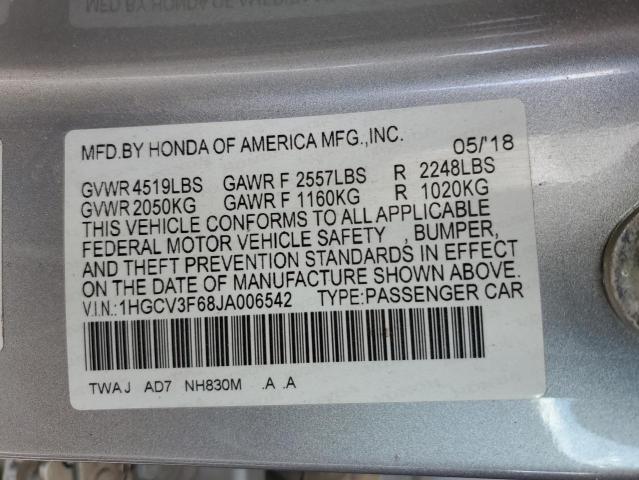 MFD.BY HONDA OF AMERICA MFG.,INC. 05/'18
GVWR 4519LBS GAWR F 2557LBS R 2248LBS
GVWR 2050KG GAWR F 1160KG R 1020KG
THIS VEHICLE CONFORMS TO ALL APPLICABLE
FEDERAL MOTOR VEHICLE SAFETY , BUMPER,
AND THEFT PREVENTION STANDARDS IN EFFECT
ON THE DATE OF MANUFACTURE SHOWN ABOVE.
V.I.N.:1HGCV3F68JA006542 TYPE:PASSENGER CAR
TWAJ AD7 NH830M .A .A